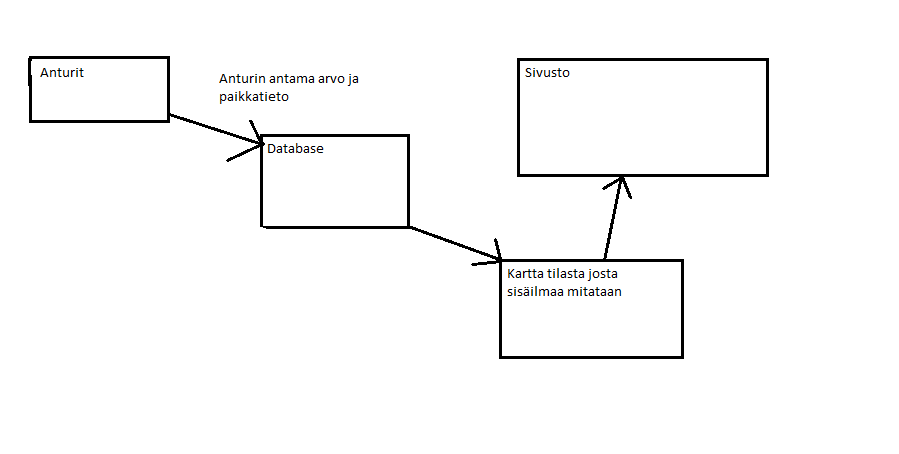 Anturit
Anturin antama arvo ja
paikkatieto
Database
Sivusto
Kartta tilasta josta
sisäilmaa mitataan